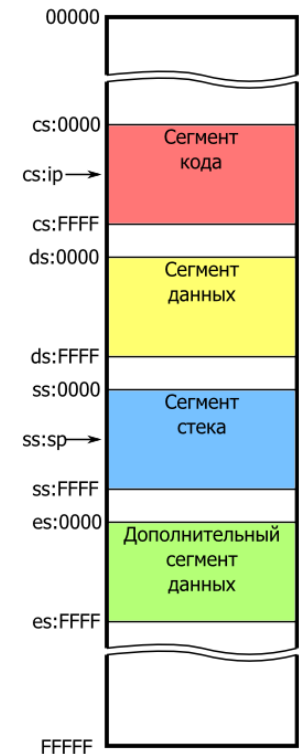 00000
cs:0000
Сегмент
кода
cs:ip
cs:FFFF
ds:0000
Сегмент
данных
ds:FFFF
ss:0000
Сегмент
стека
ss:sp
ss:FFFF
es:0000
Дополнительный
сегмент
данных
es:FFFF
FFFFF